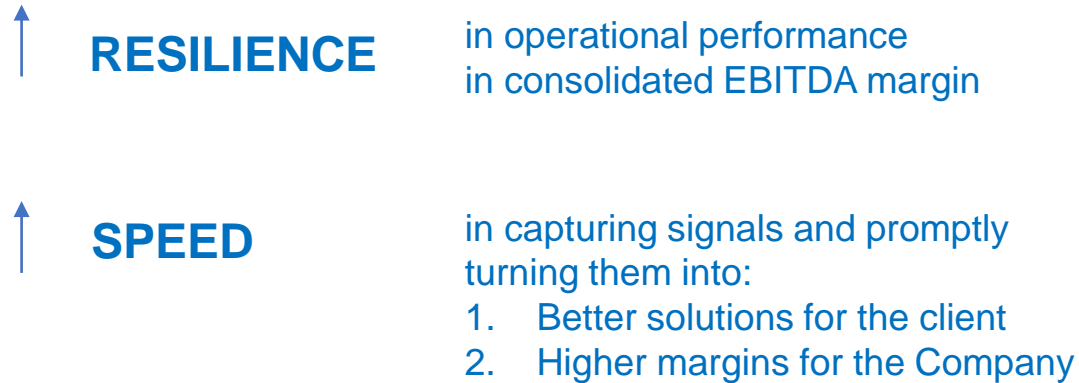 RESILIENCE
in operational performance
in consolidated EBITDA margin
SPEED
in capturing signals and promptly
turning them into:
1. Better solutions for the client
2. Higher margins for the Company